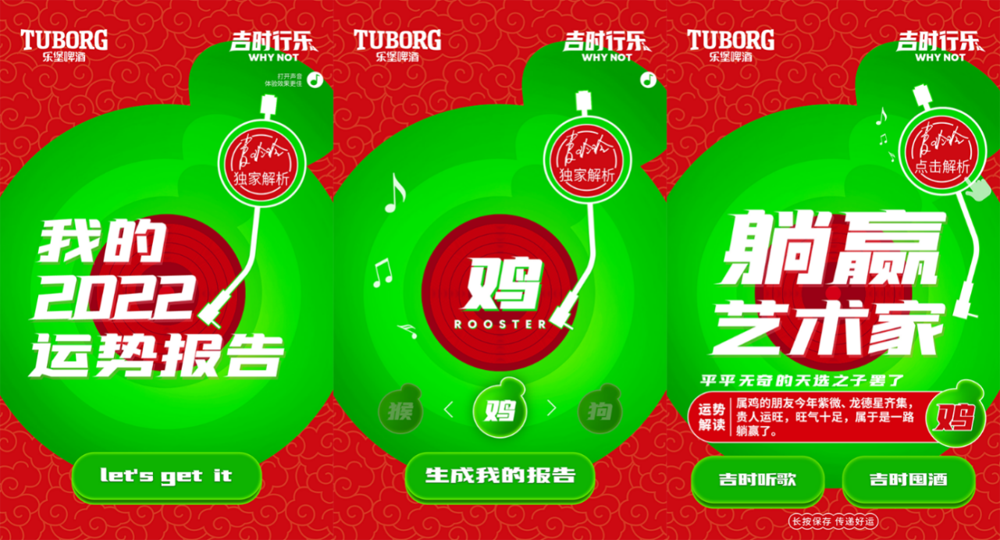 TUBORG
乐堡啤酒
吉时行乐
WHY NOT
打开声音
体验效果更佳
独家解析
我的
2022
运势报告
let's get it
TUBORG
乐堡啤酒
吉时行乐
WHY NOT
独家解析
鸡
ROOSTER
猴
鸡
狗
生成我的报告
TUBORG
乐堡啤酒
吉时行乐
WHY NOT
点击解析
躺赢
艺术家
平平无奇的天选之子罢了
运势
解读
属鸡的朋友今年紫微、龙德星齐集，
贵人运旺，旺气十足，属于是一路
躺赢了。
鸡
吉时听歌
吉时囤酒
长按保存 传递好运